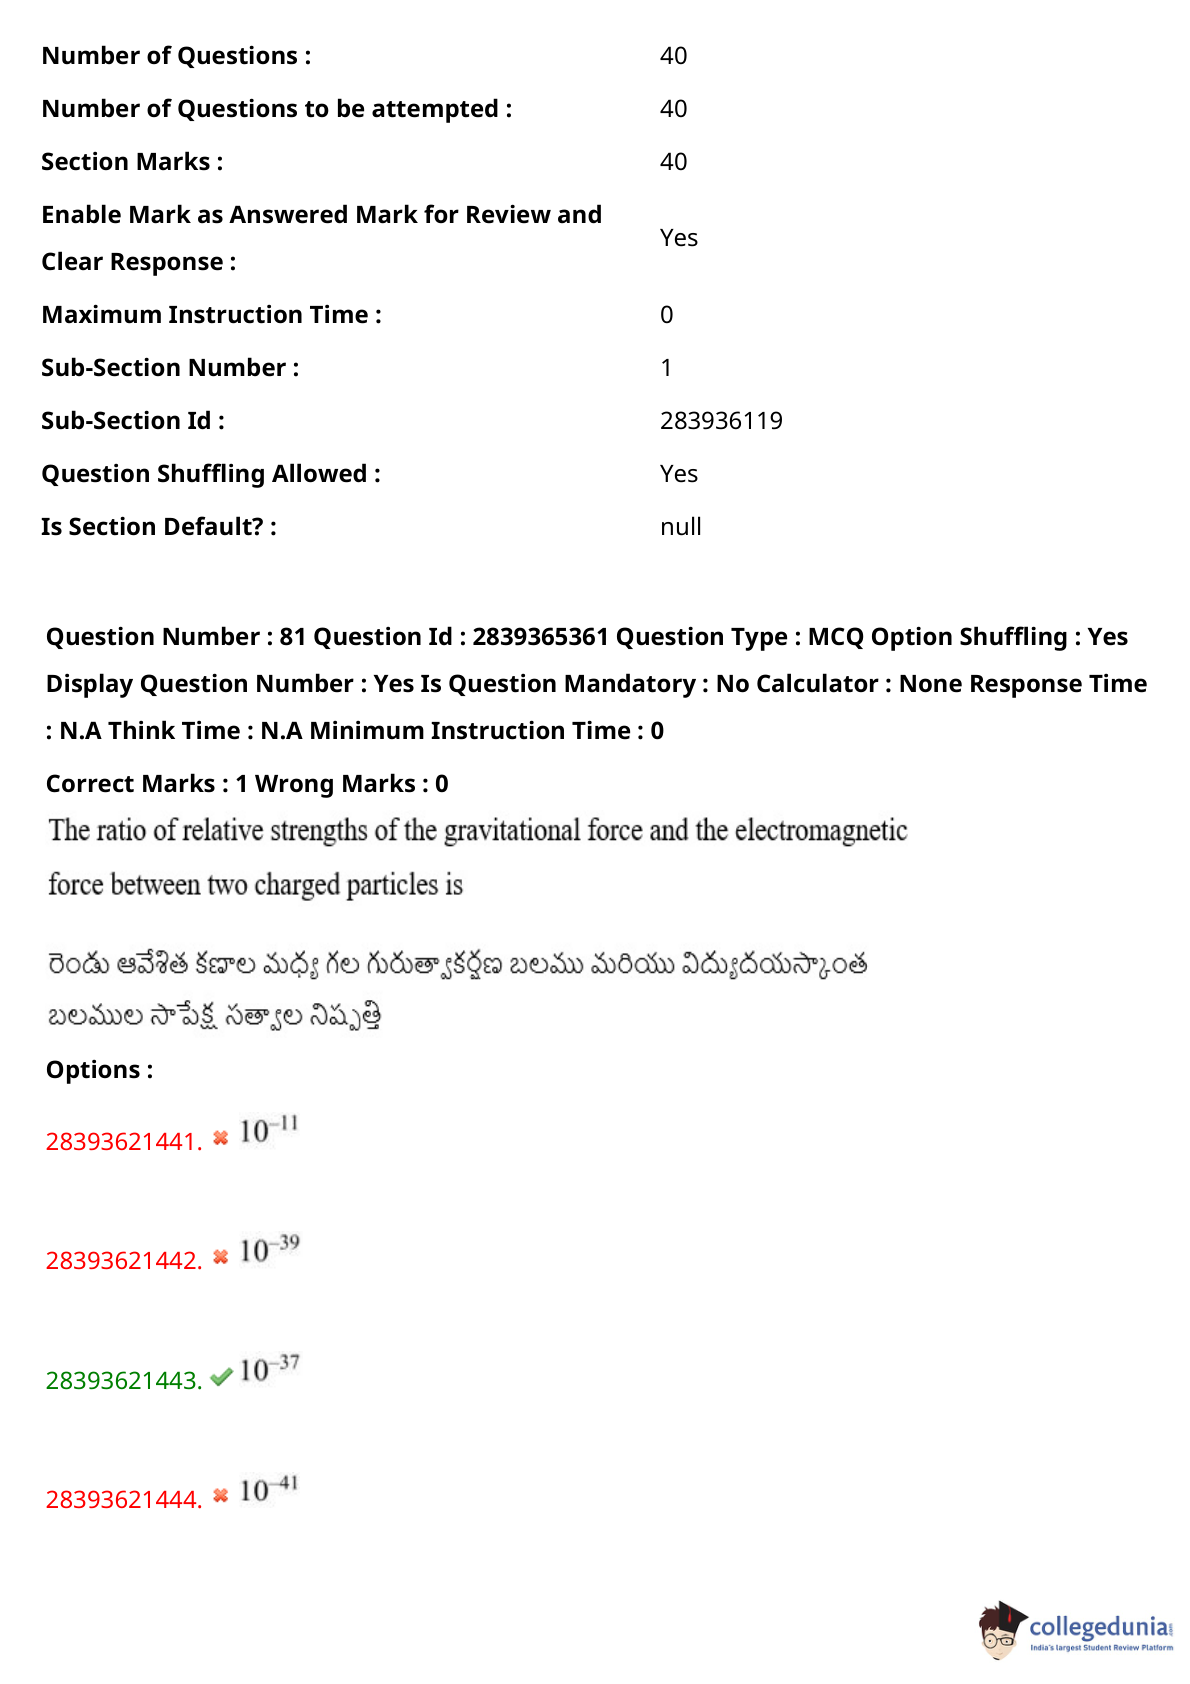 Number of Questions : 40
Number of Questions to be attempted : 40
Section Marks : 40
Enable Mark as Answered Mark for Review and
Clear Response : Yes
Maximum Instruction Time : 0
Sub-Section Number : 1
Sub-Section Id : 283936119
Question Shuffling Allowed : Yes
Is Section Default? : null
Question Number : 81 Question Id : 2839365361 Question Type : MCQ Option Shuffling : Yes
Display Question Number : Yes Is Question Mandatory : No Calculator : None Response Time
: N.A Think Time : N.A Minimum Instruction Time : 0
Correct Marks : 1 Wrong Marks : 0
The ratio of relative strengths of the gravitational force and the electromagnetic
force between two charged particles is
రెండు ఆవేశిత కణాల మధ్య గల గురుత్వాకర్షణ బలము మరియు విద్యుదయస్కాంత
బలముల సాపేక్ష సత్వాల నిష్పత్తి
Options :
28393621441. ✖ 10⁻¹¹
28393621442. ✖ 10⁻³⁹
28393621443. ✔ 10⁻³⁷
28393621444. ✖ 10⁻⁴¹
collegedunia.com
India's largest Student Review Platform